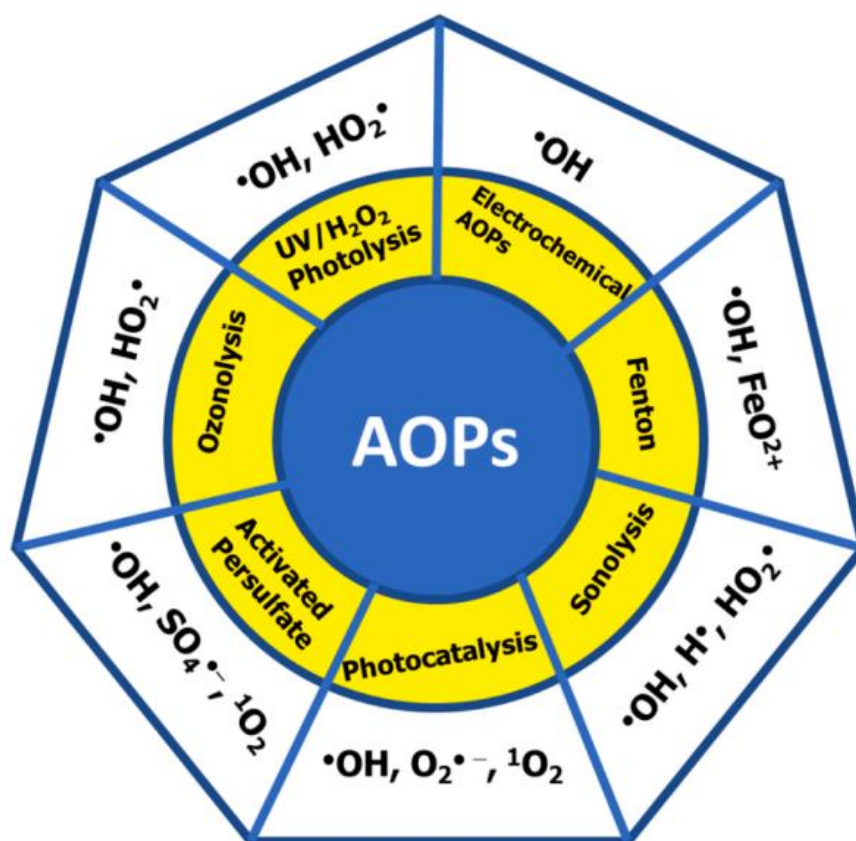 •OH, HO₂•
•OH
UV/H₂O₂
Photolysis
Electrochemical
AOPs
•OH, HO₂•
Ozonolysis
AOPs
Fenton
•OH, FeO²⁺
Activated
Persulfate
Photocatalysis
Sonolysis
•OH, SO₄•⁻, ¹O₂
•OH, O₂•⁻, ¹O₂
•OH, H•, HO₂•